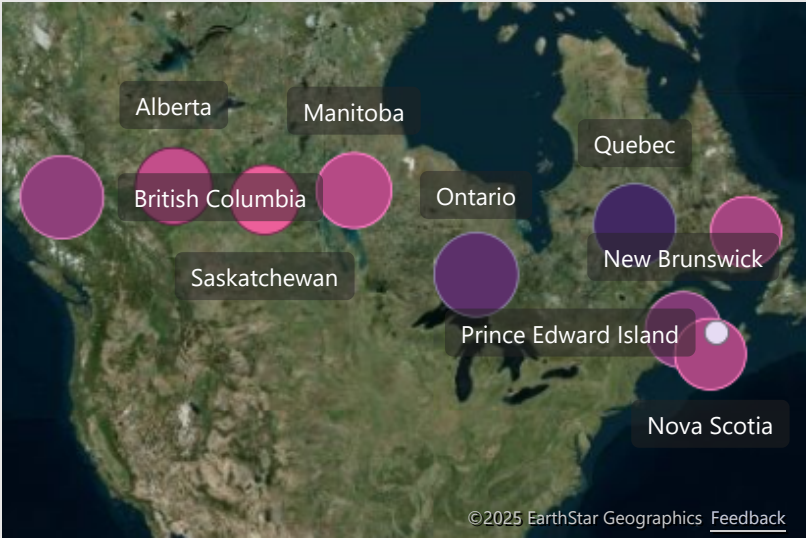 Alberta
Manitoba
Quebec
British Columbia
Ontario
New Brunswick
Saskatchewan
Prince Edward Island
Nova Scotia
©2025 EarthStar Geographics Feedback